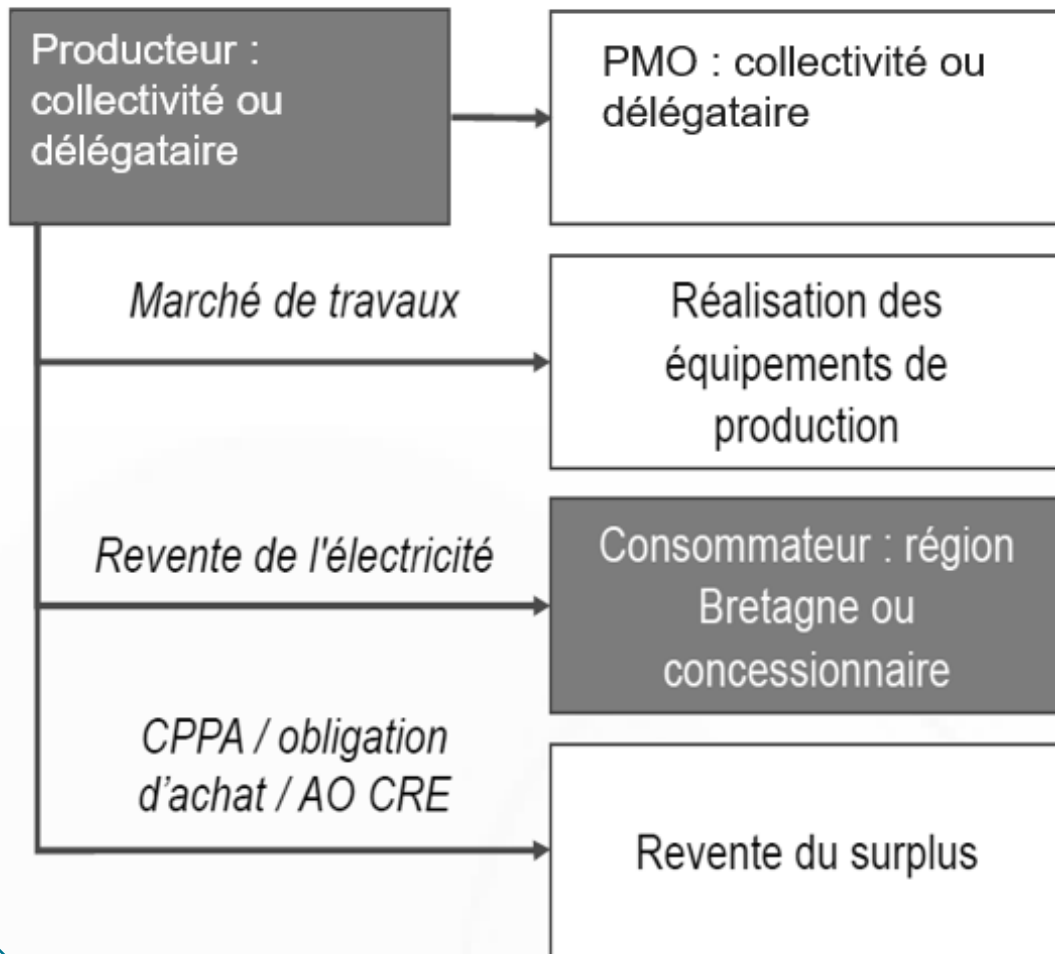 Producteur :
collectivité ou
délégataire
PMO : collectivité ou
délégataire
Marché de travaux
Réalisation des
équipements de
production
Revente de l'électricité
Consommateur : région
Bretagne ou
concessionnaire
CPPA / obligation
d’achat / AO CRE
Revente du surplus